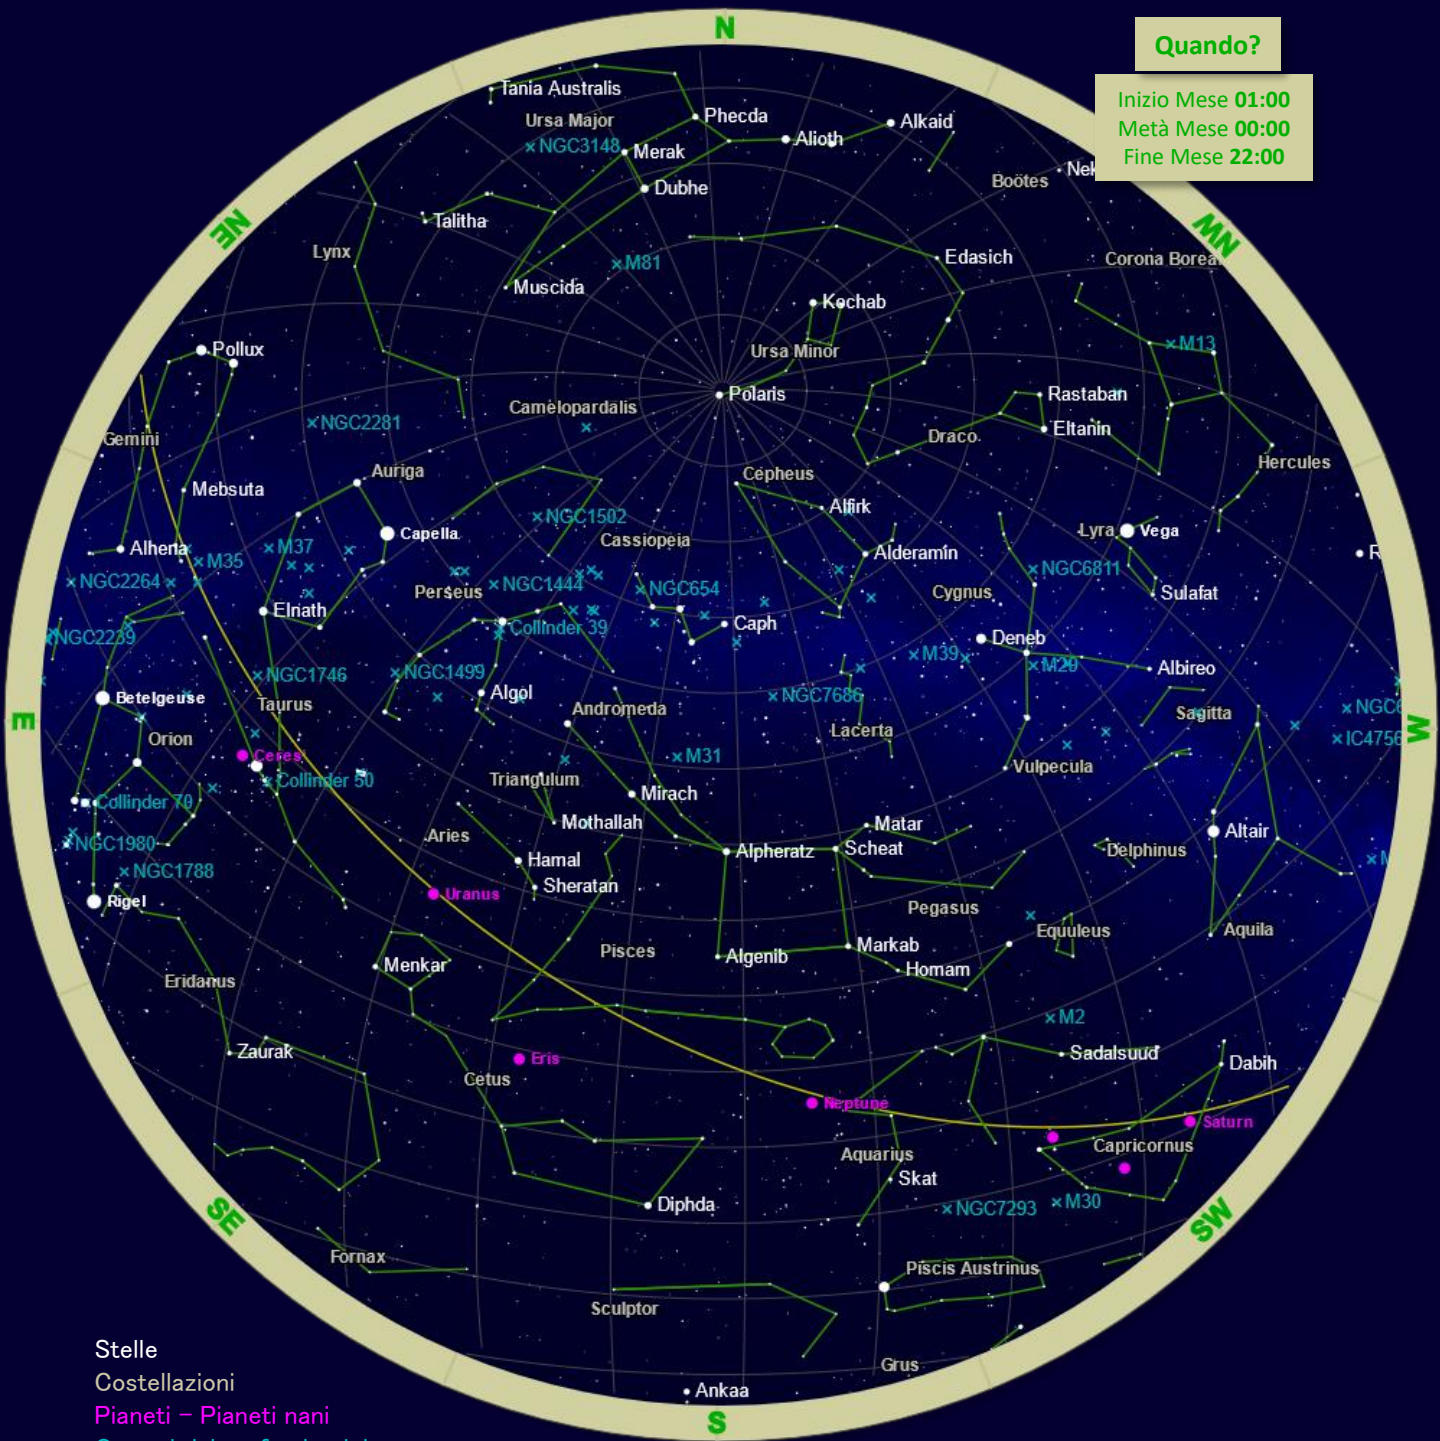 N
Quando?
Inizio Mese 01:00
Metà Mese 00:00
Fine Mese 22:00
Tania Australis
Ursa Major
Phecda
Alkaid
NGC3148
Merak
Alioth
Boötes
Dubhe
Talitha
NE
NW
Lynx
M81
Edasich
Muscida
Kochab
M13
Pollux
Ursa Minor
Polaris
Rastaban
Camelopardalis
NGC2281
Eltanin
Draco
Gemini
Hercules
Auriga
Cepheus
Mebsuta
Alfirk
NGC1502
Capella
Cassiopeia
Lyra
Vega
Alhena
M37
M35
Alderamin
NGC6811
NGC2264
NGC1444
NGC654
Perseus
Cygnus
Sulafat
Elnath
Collinder 39
Caph
NGC2239
Deneb
M39
M29
Albireo
NGC1746
NGC1499
Algol
NGC7686
Betelgeuse
Taurus
Andromeda
Sagitta
E
W
Orion
Lacerta
IC4756
Ceres
M31
Vulpecula
Collinder 50
Triangulum
Collinder 70
Mirach
Mothallah
Matar
Altair
NGC1980
Aries
Alpheratz
Scheat
Delphinus
NGC1788
Hamal
Sheratan
Uranus
Rigel
Pegasus
Equuleus
Aquila
Pisces
Algenib
Markab
Menkar
Homam
Eridanus
M2
Zaurak
Eris
Sadalsuud
Dabih
Cetus
Neptune
Saturn
Capricornus
Aquarius
Skat
Diphda
NGC7293
M30
SE
SW
Fornax
Piscis Austrinus
Sculptor
Grus
Ankaa
S
Stelle
Costellazioni
Pianeti – Pianeti nani